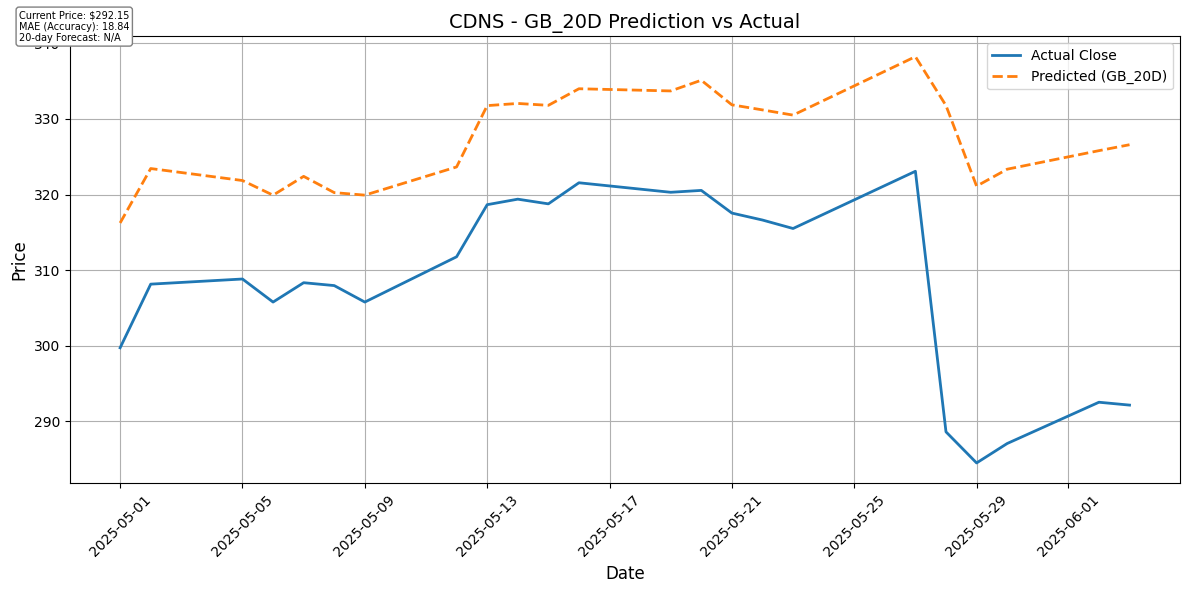 CDNS - GB_20D Prediction vs Actual
Current Price: $292.15
MAE (Accuracy): 18.84
20-day Forecast: N/A
Actual Close
Predicted (GB_20D)
Price
330
320
310
300
290
2025-05-01
2025-05-05
2025-05-09
2025-05-13
2025-05-17
2025-05-21
2025-05-25
2025-05-29
2025-06-01
Date